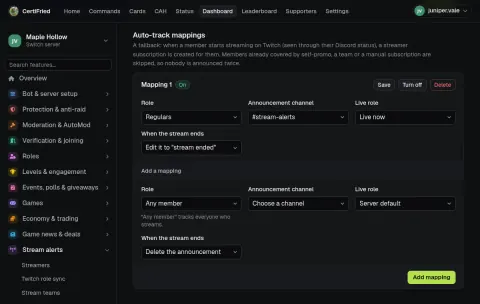 CertiFried
Home
Commands
Cards
CAH
Status
Dashboard
Leaderboard
Supporters
Settings
JV
juniper.vale
MH
Maple Hollow
Switch server
Search features...
Overview
Bot & server setup
Protection & anti-raid
Moderation & AutoMod
Verification & joining
Roles
Levels & engagement
Events, polls & giveaways
Games
Economy & trading
Game news & deals
Stream alerts
Streamers
Twitch role sync
Stream teams
Auto-track mappings
A fallback: when a member starts streaming on Twitch (seen through their Discord status), a streamer
subscription is created for them. Members already covered by self-promo, a team or a manual subscription are
skipped, so nobody is announced twice.
Mapping 1
On
Save
Turn off
Delete
Role
Announcement channel
Live role
Regulars
#stream-alerts
Live now
When the stream ends
Edit it to "stream ended"
Add a mapping
Role
Announcement channel
Live role
Any member
Choose a channel
Server default
"Any member" tracks everyone who
streams.
When the stream ends
Delete the announcement
Add mapping